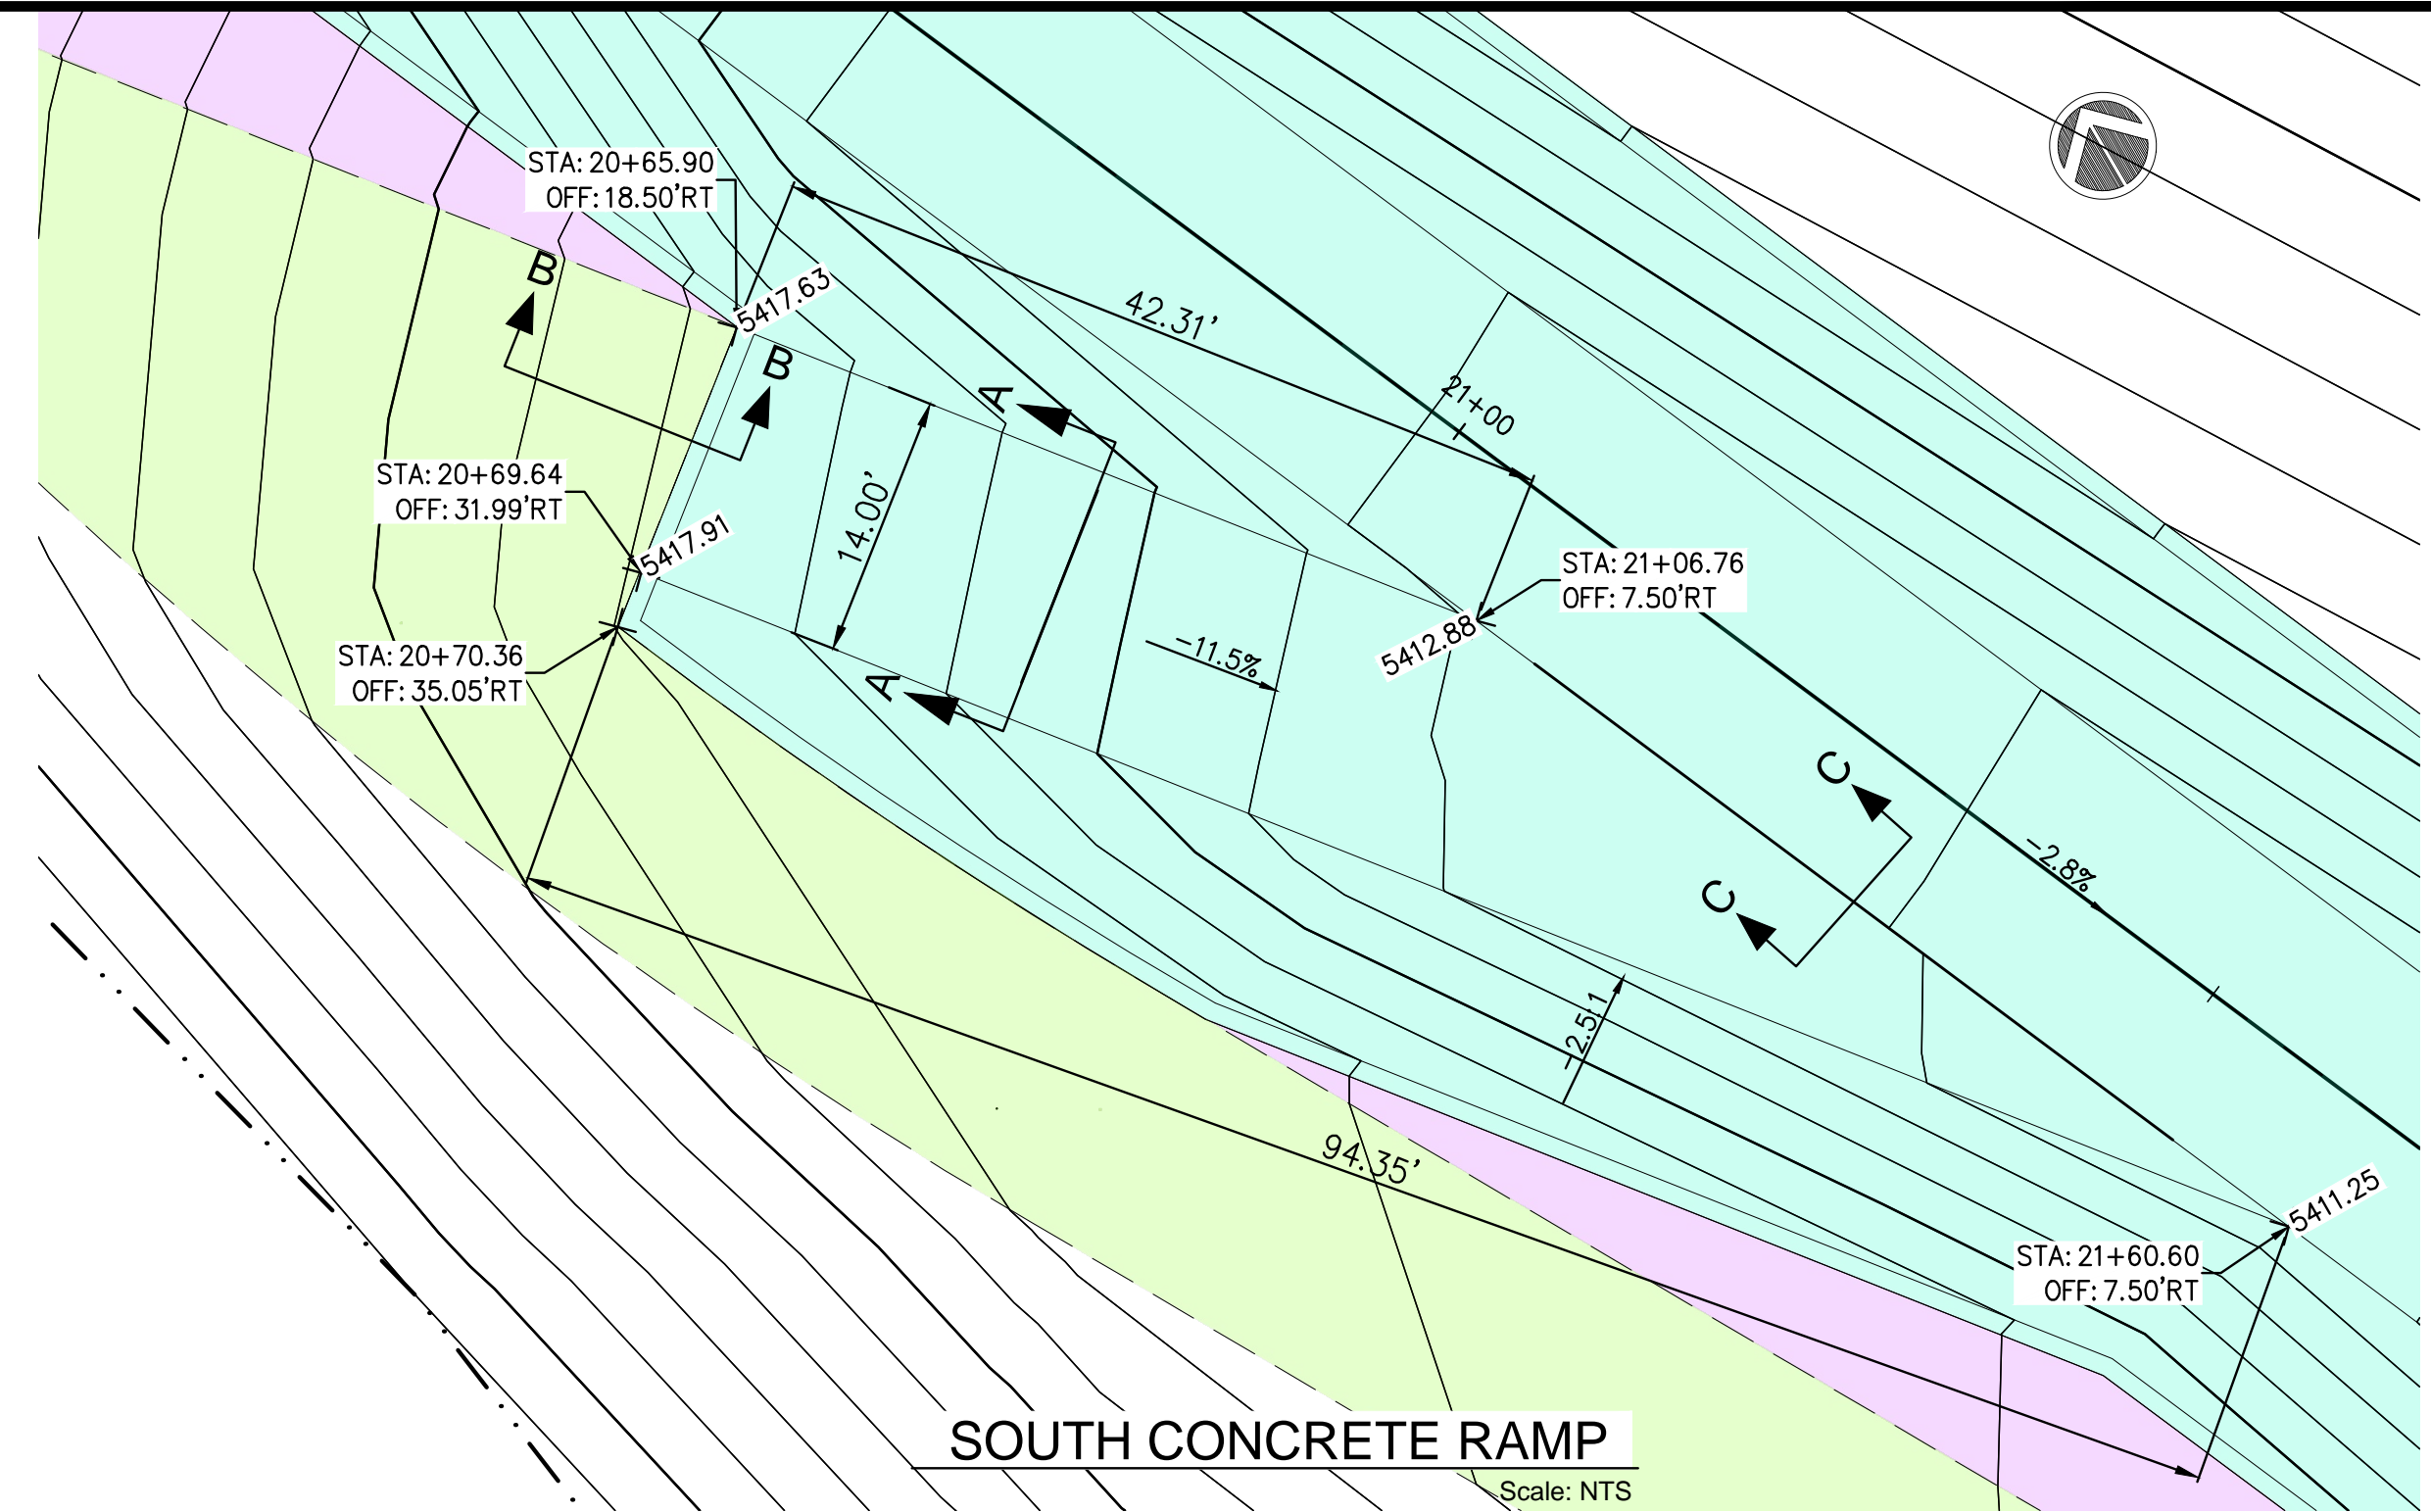 STA: 20+65.90
OFF: 18.50'RT
B
5417.63
42.31'
B
A
21+00
STA: 20+69.64
OFF: 31.99'RT
14.00'
5417.91
STA: 21+06.76
OFF: 7.50'RT
5412.88
-11.5%
STA: 20+70.36
OFF: 35.05'RT
A
C
-2.8%
C
-2.5:1
94.35'
5411.25
STA: 21+60.60
OFF: 7.50'RT
SOUTH CONCRETE RAMP
Scale: NTS